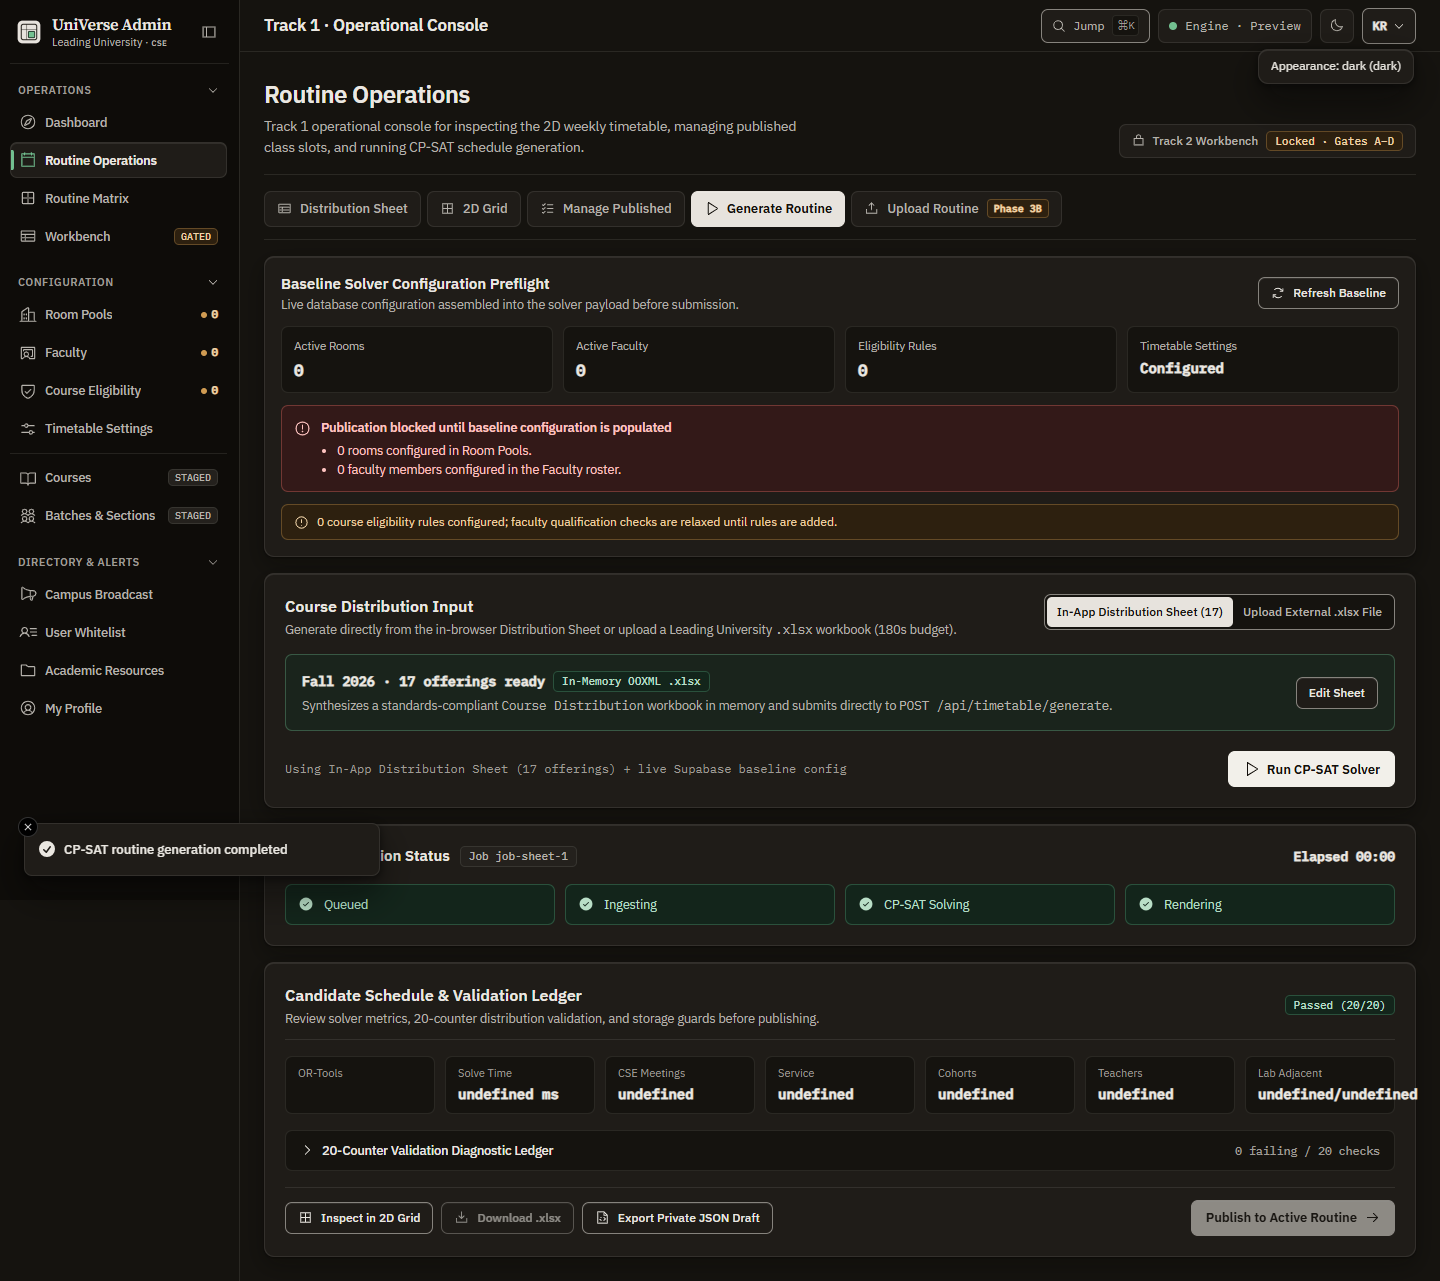 UniVerse Admin
Leading University · CSE
OPERATIONS
Dashboard
Routine Operations
Routine Matrix
Workbench
GATED
CONFIGURATION
Room Pools
0
Faculty
0
Course Eligibility
0
Timetable Settings
Courses
STAGED
Batches & Sections
STAGED
DIRECTORY & ALERTS
Campus Broadcast
User Whitelist
Academic Resources
My Profile
Track 1 · Operational Console
Jump
⌘K
Engine · Preview
KR
Appearance: dark (dark)
Routine Operations
Track 1 operational console for inspecting the 2D weekly timetable, managing published
class slots, and running CP-SAT schedule generation.
Track 2 Workbench
Locked · Gates A–D
Distribution Sheet
2D Grid
Manage Published
Generate Routine
Upload Routine
Phase 3B
Baseline Solver Configuration Preflight
Live database configuration assembled into the solver payload before submission.
Refresh Baseline
Active Rooms
0
Active Faculty
0
Eligibility Rules
0
Timetable Settings
Configured
Publication blocked until baseline configuration is populated
• 0 rooms configured in Room Pools.
• 0 faculty members configured in the Faculty roster.
0 course eligibility rules configured; faculty qualification checks are relaxed until rules are added.
Course Distribution Input
Generate directly from the in-browser Distribution Sheet or upload a Leading University .xlsx workbook (180s budget).
In-App Distribution Sheet (17)
Upload External .xlsx File
Fall 2026 · 17 offerings ready
In-Memory OOXML .xlsx
Synthesizes a standards-compliant Course Distribution workbook in memory and submits directly to POST /api/timetable/generate.
Edit Sheet
Using In-App Distribution Sheet (17 offerings) + live Supabase baseline config
Run CP-SAT Solver
CP-SAT routine generation completed
ion Status
Job job-sheet-1
Elapsed 00:00
Queued
Ingesting
CP-SAT Solving
Rendering
Candidate Schedule & Validation Ledger
Review solver metrics, 20-counter distribution validation, and storage guards before publishing.
Passed (20/20)
OR-Tools
Solve Time
undefined ms
CSE Meetings
undefined
Service
undefined
Cohorts
undefined
Teachers
undefined
Lab Adjacent
undefined/undefined
20-Counter Validation Diagnostic Ledger
0 failing / 20 checks
Inspect in 2D Grid
Download .xlsx
Export Private JSON Draft
Publish to Active Routine